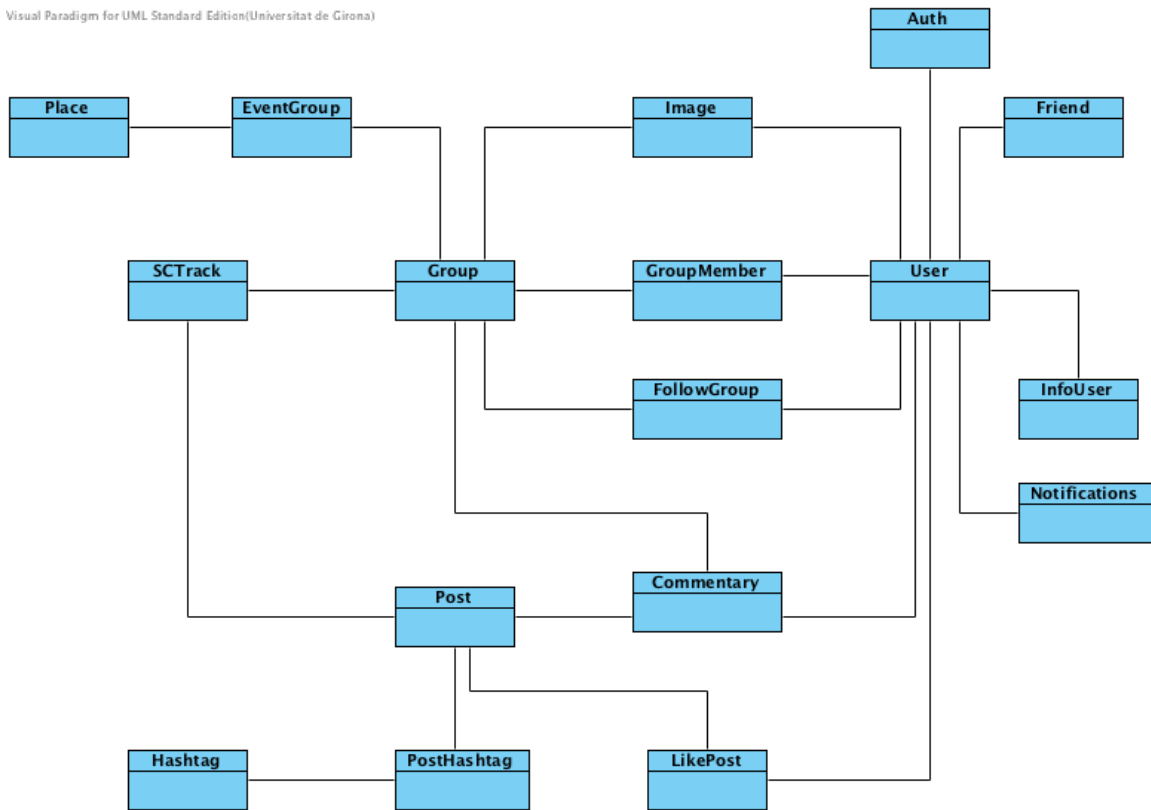 Visual Paradigm for UML Standard Edition(Universitat de Girona)
Auth
Place
EventGroup
Image
Friend
SCTrack
Group
GroupMember
User
FollowGroup
InfoUser
Notifications
Commentary
Post
Hashtag
PostHashtag
LikePost